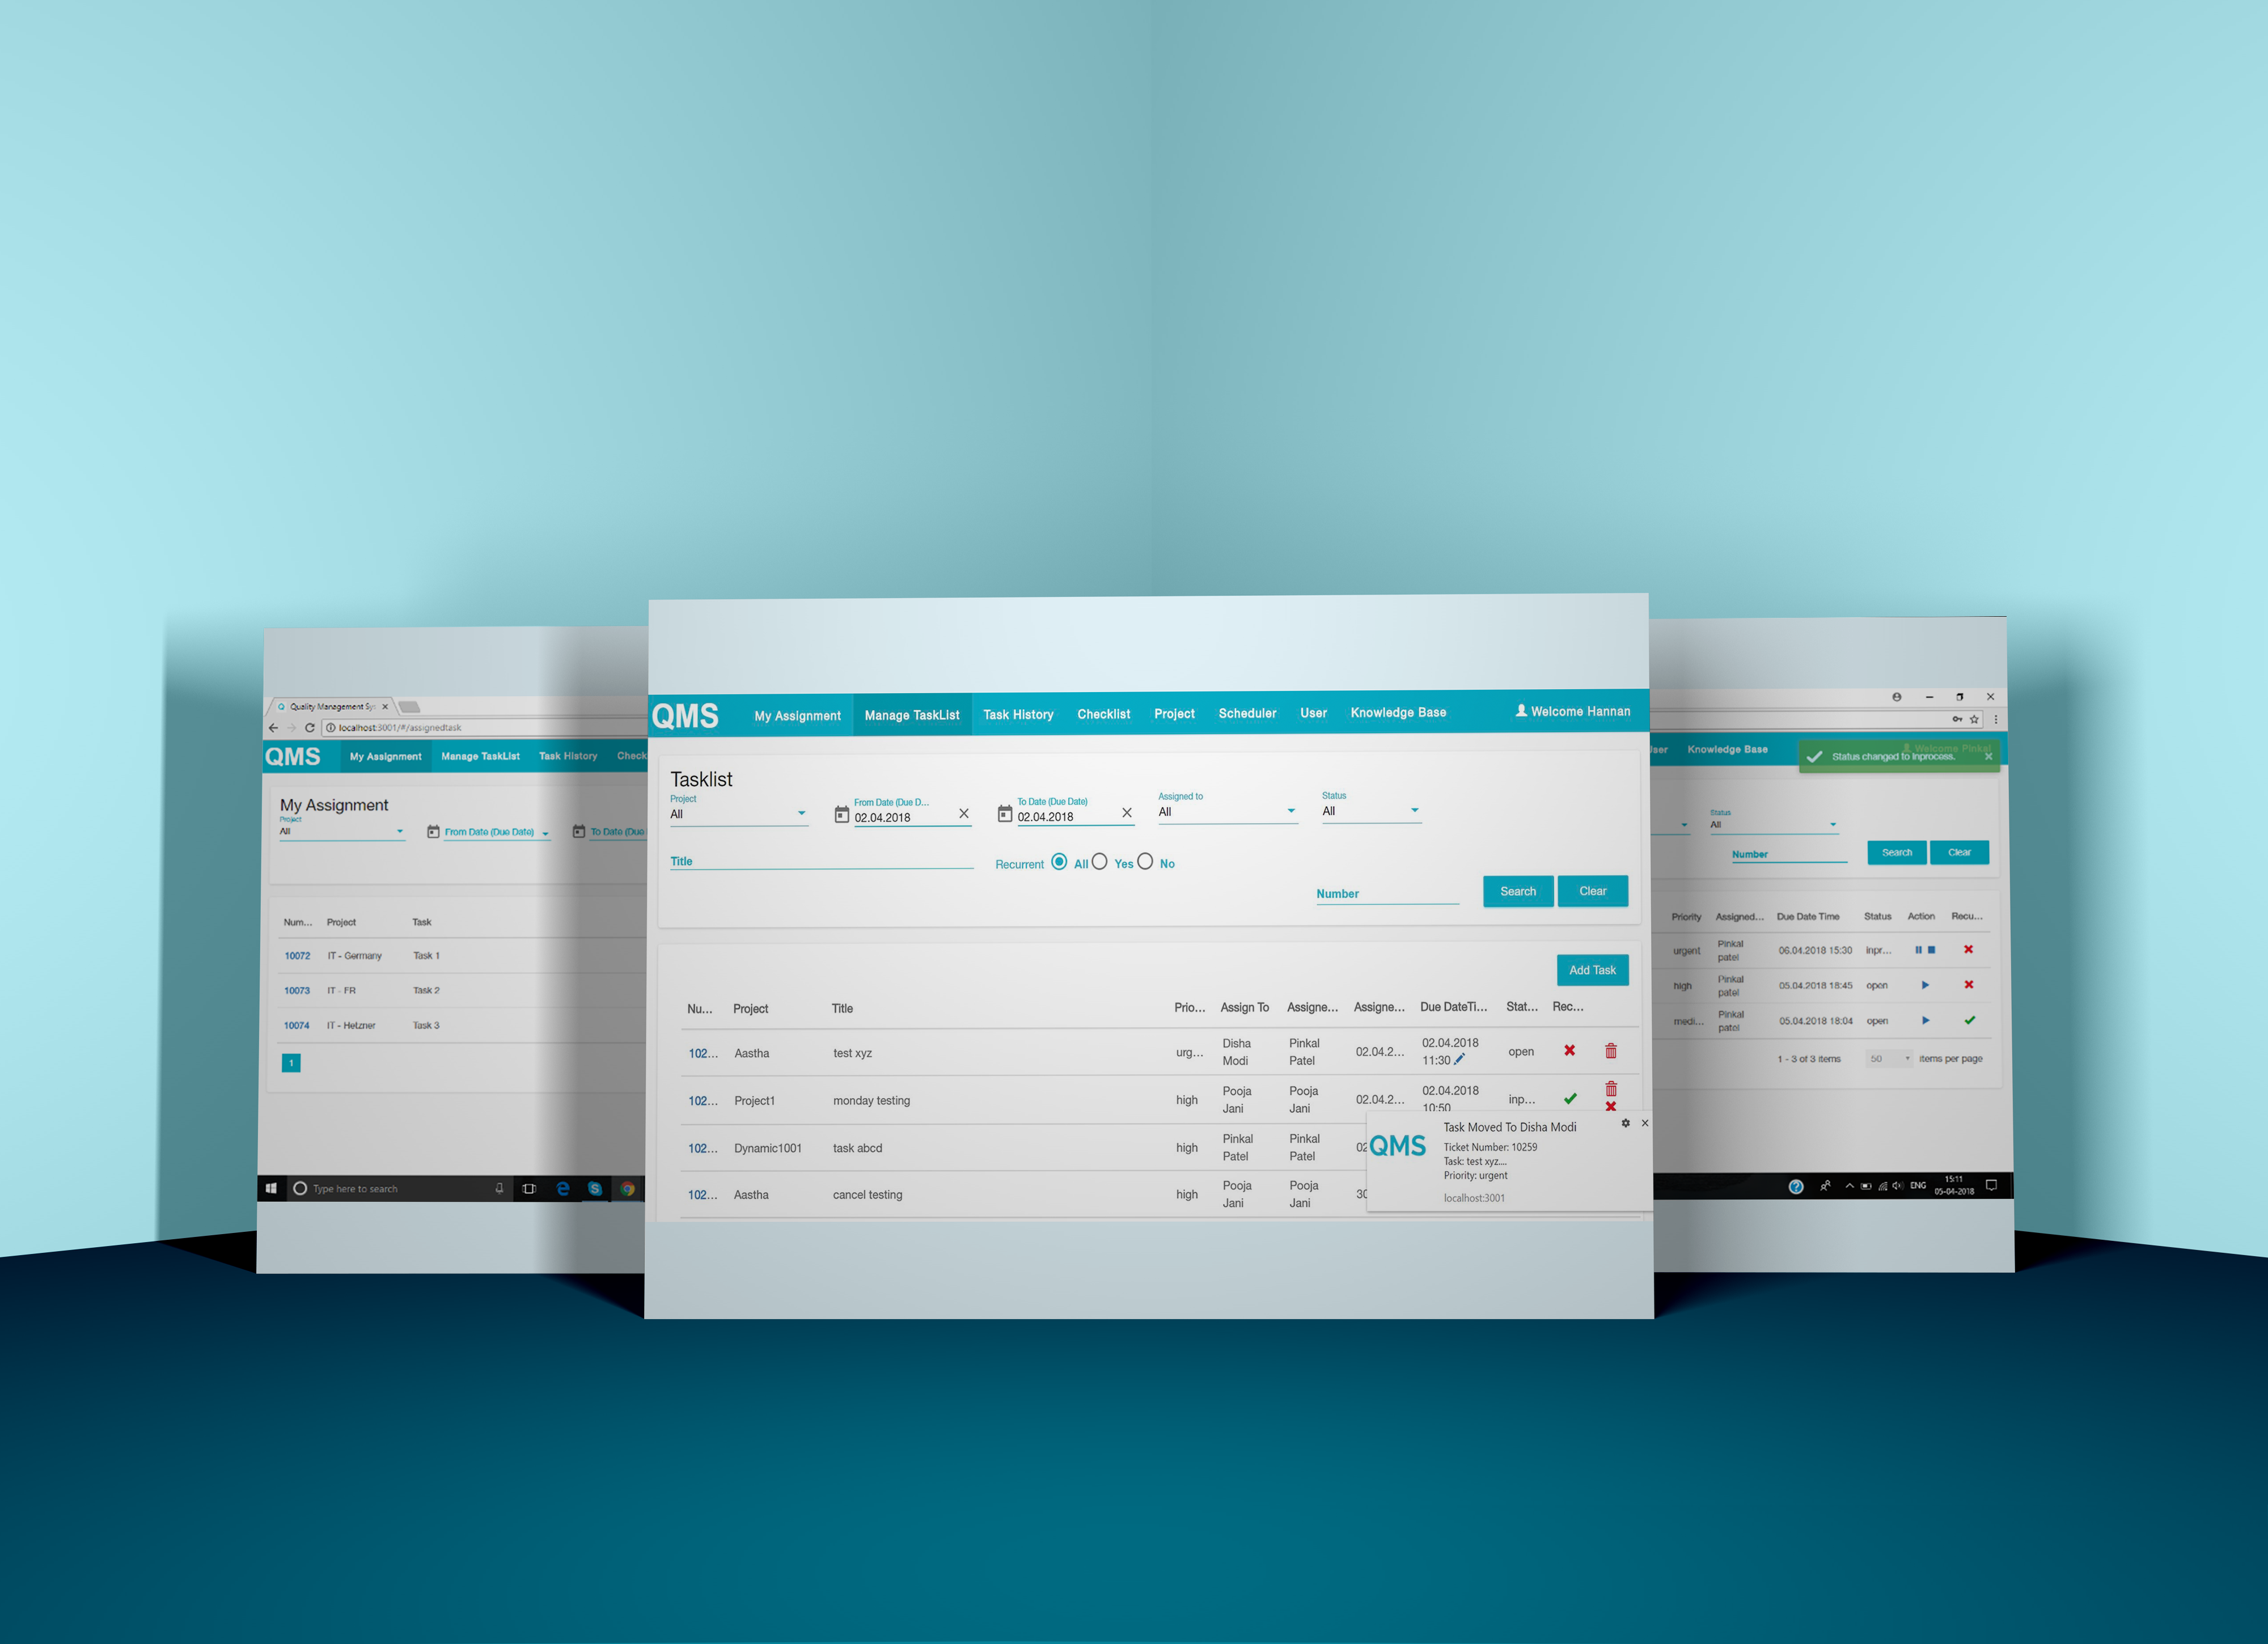 Quality Management Sys
localhost:3001/#/assignedtask
QMS My Assignment Manage TaskList Task History Check
My Assignment
Project
All From Date (Due Date) To Date (Due
Num... Project Task
10072 IT - Germany Task 1
10073 IT - FR Task 2
10074 IT - Hetzner Task 3
1
Type here to search
QMS My Assignment Manage TaskList Task History Checklist Project Scheduler User Knowledge Base Welcome Hannan
Tasklist
Project From Date (Due D... To Date (Due Date) Assigned to Status
All 02.04.2018 02.04.2018 All All
Title Recurrent All Yes No
Number Search Clear
Add Task
Nu... Project Title Prio... Assign To Assigne... Assigne... Due DateTi... Stat... Rec...
102... Aastha test xyz urg... Disha Modi Pinkal Patel 02.04.2... 02.04.2018 11:30 open
102... Project1 monday testing high Pooja Jani Pooja Jani 02.04.2... 02.04.2018 10:50 inp...
102... Dynamic1001 task abcd high Pinkal Patel Pinkal Patel 02
102... Aastha cancel testing high Pooja Jani Pooja Jani 30
QMS
Task Moved To Disha Modi
Ticket Number: 10259
Task: test xyz....
Priority: urgent
localhost:3001
ser Knowledge Base Welcome Pinkal
Status changed to Inprocess.
Status
All
Number Search Clear
Priority Assigned... Due Date Time Status Action Recu...
urgent Pinkal patel 06.04.2018 15:30 inpr...
high Pinkal patel 05.04.2018 18:45 open
medi... Pinkal patel 05.04.2018 18:04 open
1 - 3 of 3 items 50 items per page
ENG 15:11
05-04-2018